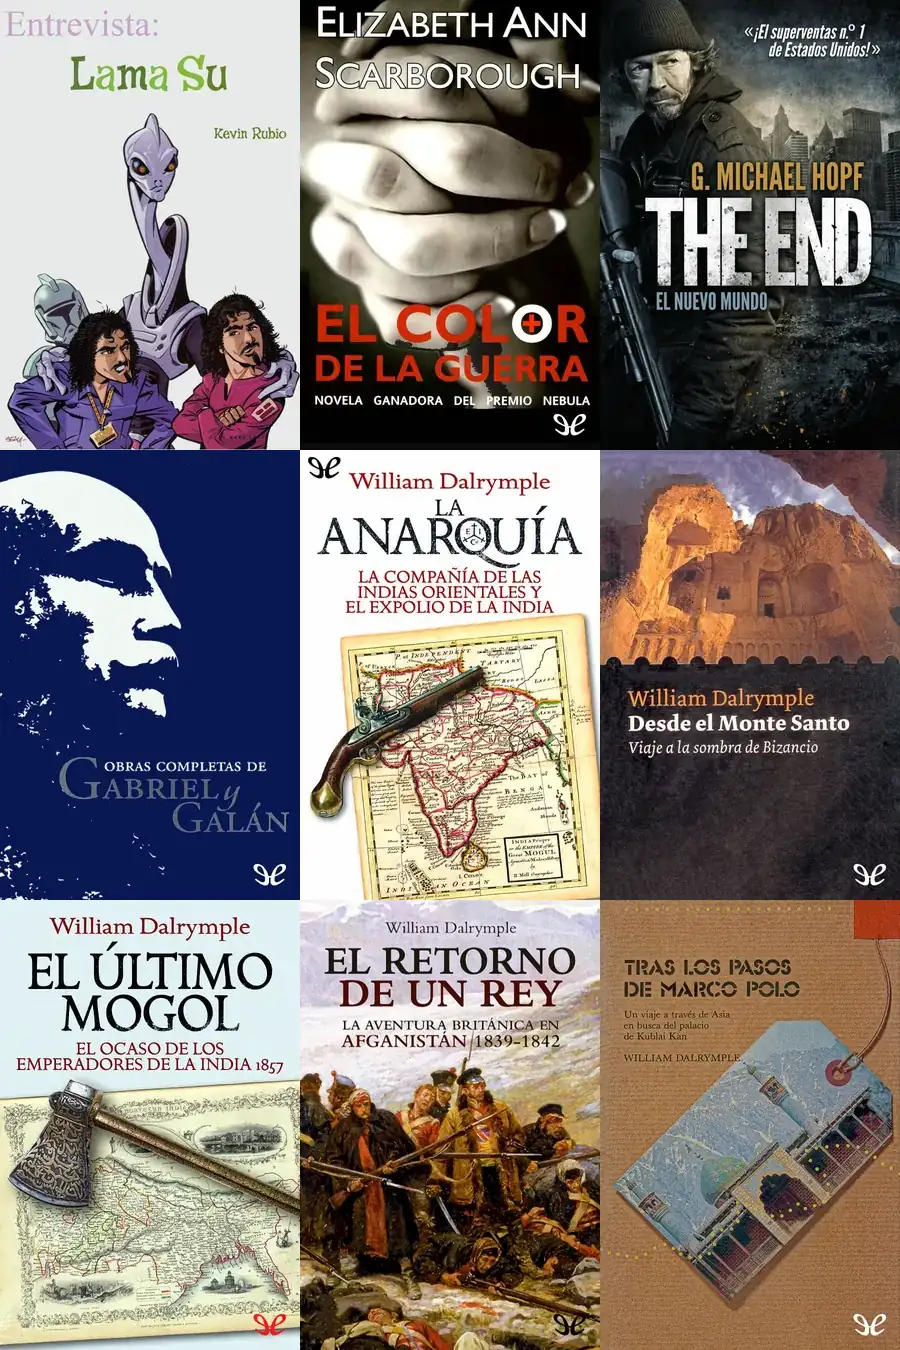 Entrevista:
Lama Su
Kevin Rubio
ELIZABETH ANN
SCARBOROUGH
EL COLOR
DE LA GUERRA
NOVELA GANADORA DEL PREMIO NEBULA
«¡El superventas n.º 1
de Estados Unidos!»
G. MICHAEL HOPF
THE END
EL NUEVO MUNDO
OBRAS COMPLETAS DE
GABRIEL y
GALÁN
William Dalrymple
LA
ANARQUÍA
LA COMPAÑÍA DE LAS
INDIAS ORIENTALES Y
EL EXPOLIO DE LA INDIA
William Dalrymple
Desde el Monte Santo
Viaje a la sombra de Bizancio
William Dalrymple
EL ÚLTIMO
MOGOL
EL OCASO DE LOS
EMPERADORES DE LA INDIA 1857
William Dalrymple
EL RETORNO
DE UN REY
LA AVENTURA BRITÁNICA EN
AFGANISTÁN 1839-1842
TRAS LOS PASOS
DE MARCO POLO
Un viaje a través de Asia
en busca del palacio
de Kublai Kan
WILLIAM DALRYMPLE